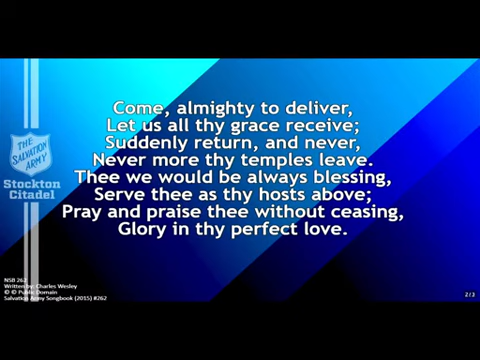 Come, almighty to deliver,
Let us all thy grace receive;
Suddenly return, and never,
Never more thy temples leave.
Thee we would be always blessing,
Serve thee as thy hosts above;
Pray and praise thee without ceasing,
Glory in thy perfect love.
THE
SALVATION
ARMY
Stockton
Citadel
NSB 262
Written by: Charles Wesley
© © Public Domain
Salvation Army Songbook (2015) #262
2/3